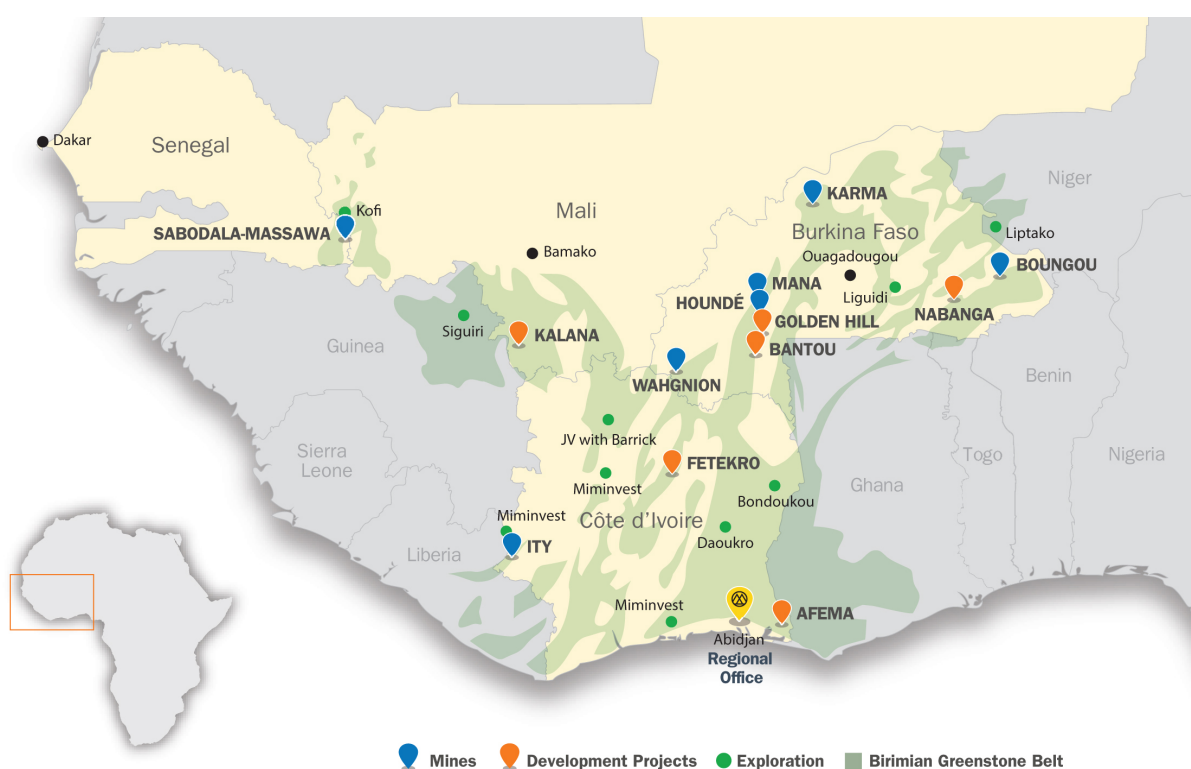 Dakar
Senegal
Kofi
SABODALA-MASSAWA
Mali
Bamako
KARMA
Niger
Burkina Faso
Liptako
Ouagadougou
BOUNGOU
MANA
Liguidi
HOUNDÉ
NABANGA
GOLDEN HILL
Siguiri
KALANA
Guinea
BANTOU
WAHGNION
Benin
JV with Barrick
Sierra
Leone
FETEKRO
Togo
Nigeria
Miminvest
Bondoukou
Ghana
Miminvest
Côte d'Ivoire
ITY
Liberia
Daoukro
Miminvest
AFEMA
Abidjan
Regional
Office
Mines
Development Projects
Exploration
Birimian Greenstone Belt